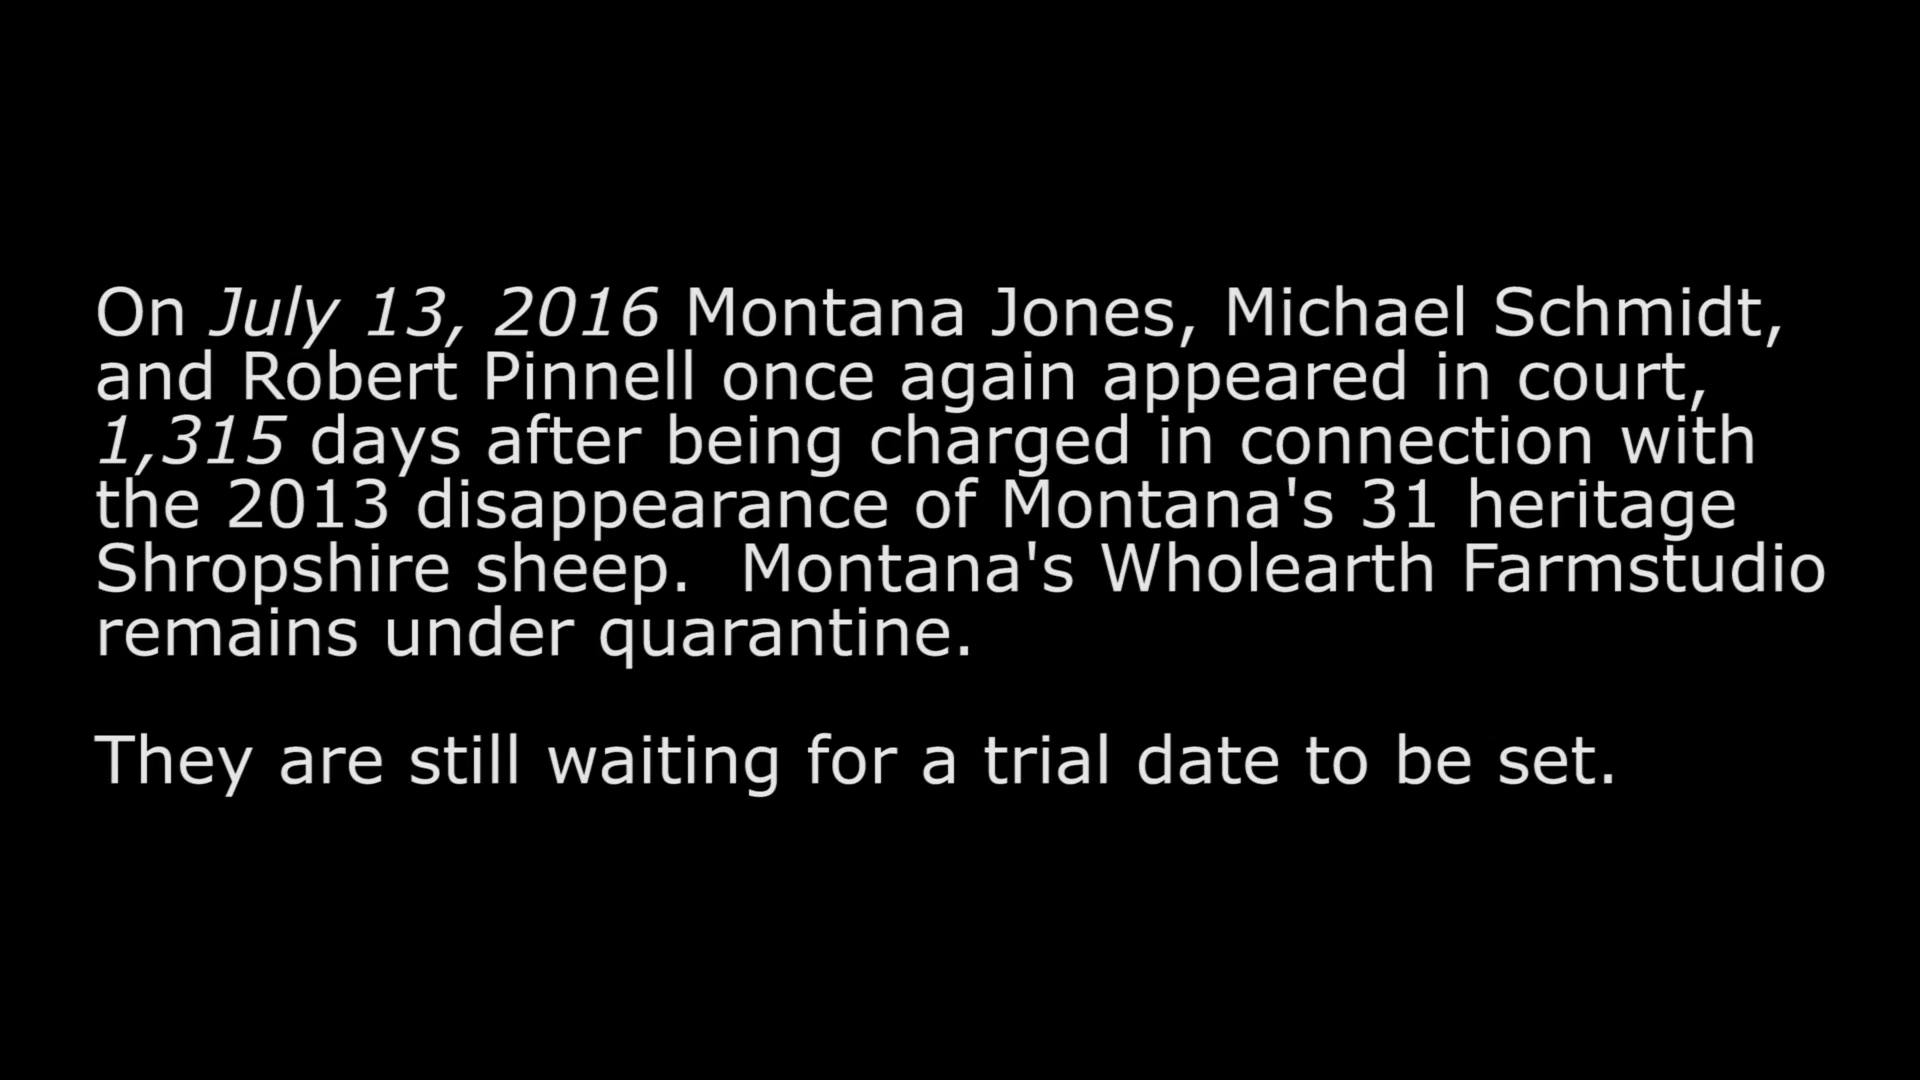 On July 13, 2016 Montana Jones, Michael Schmidt,
and Robert Pinnell once again appeared in court,
1,315 days after being charged in connection with
the 2013 disappearance of Montana's 31 heritage
Shropshire sheep.  Montana's Wholearth Farmstudio
remains under quarantine.
They are still waiting for a trial date to be set.